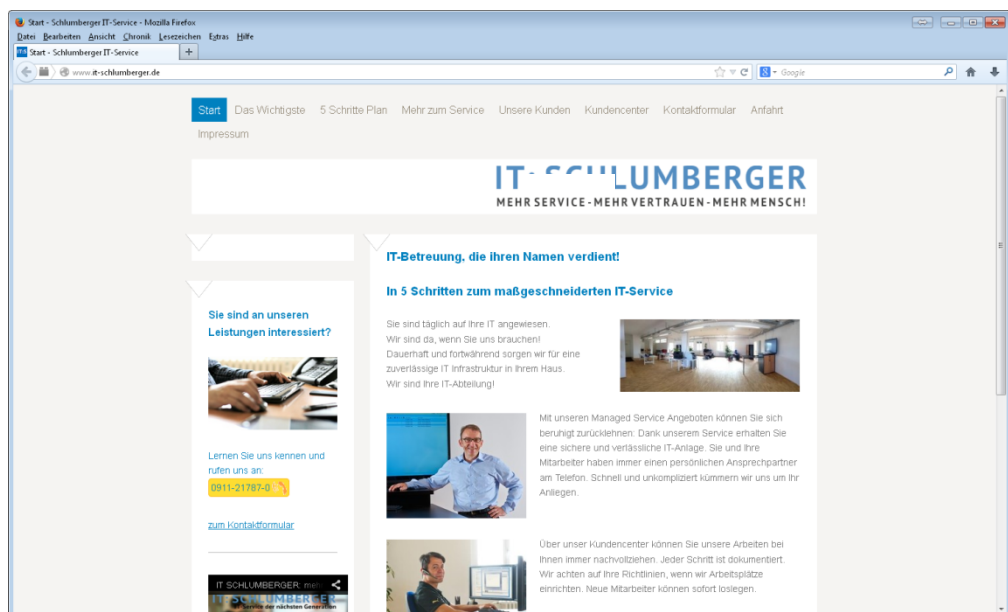 Start - Schlumberger IT-Service - Mozilla Firefox
Datei Bearbeiten Ansicht Chronik Lesezeichen Extras Hilfe
Start - Schlumberger IT-Service
www.it-schlumberger.de
Google
Start Das Wichtigste 5 Schritte Plan Mehr zum Service Unsere Kunden Kundencenter Kontaktformular Anfahrt
Impressum
IT-SCHLUMBERGER
MEHR SERVICE-MEHR VERTRAUEN-MEHR MENSCH!
Sie sind an unseren
Leistungen interessiert?
Lernen Sie uns kennen und
rufen uns an:
0911-21787-0
zum Kontaktformular
IT SCHLUMBERGER: meh
IT-SCHLUMBERGER
Service der nächsten Generation
IT-Betreuung, die ihren Namen verdient!
In 5 Schritten zum maßgeschneiderten IT-Service
Sie sind täglich auf Ihre IT angewiesen.
Wir sind da, wenn Sie uns brauchen!
Dauerhaft und fortwährend sorgen wir für eine
zuverlässige IT Infrastruktur in Ihrem Haus.
Wir sind Ihre IT-Abteilung!
Mit unseren Managed Service Angeboten können Sie sich
beruhigt zurücklehnen: Dank unserem Service erhalten Sie
eine sichere und verlässliche IT-Anlage. Sie und Ihre
Mitarbeiter haben immer einen persönlichen Ansprechpartner
am Telefon. Schnell und unkompliziert kümmern wir uns um Ihr
Anliegen.
Über unser Kundencenter können Sie unsere Arbeiten bei
Ihnen immer nachvollziehen. Jeder Schritt ist dokumentiert.
Wir achten auf Ihre Richtlinien, wenn wir Arbeitsplätze
einrichten. Neue Mitarbeiter können sofort loslegen.